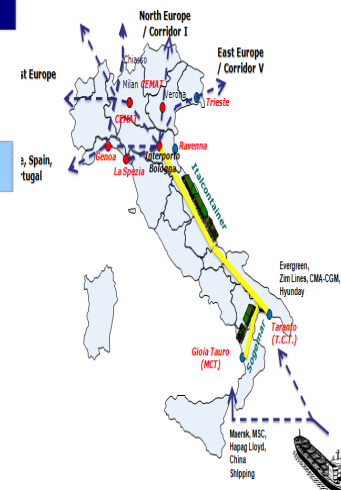 North Europe
/ Corridor I
Chiasso
st Europe
East Europe
/ Corridor V
Milan
CEMAT
Verona
Trieste
CEMAT
Ravenna
Genoa
Interporto
Bologna
La Spezia
e, Spain,
rtugal
Italcontainer
Evergreen,
Zim Lines, CMA-CGM,
Hyunday
Taranto
(T.C.T.)
Gioia Tauro
(MCT)
Sogemar
Maersk, MSC,
Hapag Lloyd,
China
Shipping